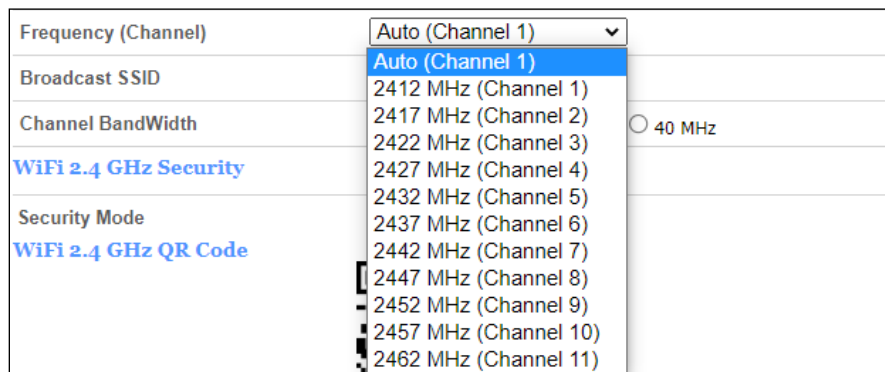 Frequency (Channel) Auto (Channel 1)
Auto (Channel 1)
Broadcast SSID
2412 MHz (Channel 1)
2417 MHz (Channel 2)
Channel BandWidth 40 MHz
2422 MHz (Channel 3)
WiFi 2.4 GHz Security
2427 MHz (Channel 4)
2432 MHz (Channel 5)
Security Mode
2437 MHz (Channel 6)
WiFi 2.4 GHz QR Code
2442 MHz (Channel 7)
2447 MHz (Channel 8)
2452 MHz (Channel 9)
2457 MHz (Channel 10)
2462 MHz (Channel 11)